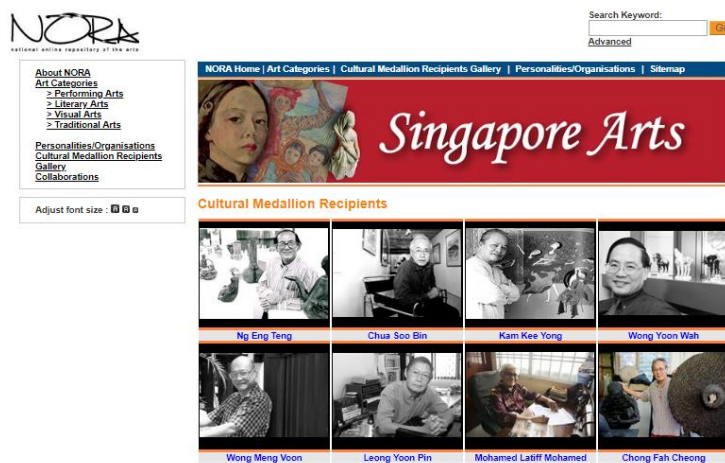 NORA
national online repository of the arts
Search Keyword:
Advanced
About NORA
Art Categories
> Performing Arts
> Literary Arts
> Visual Arts
> Traditional Arts
Personalities/Organisations
Cultural Medallion Recipients
Gallery
Collaborations
Adjust font size :
NORA Home | Art Categories | Cultural Medallion Recipients Gallery | Personalities/Organisations | Sitemap
Singapore Arts
Cultural Medallion Recipients
Ng Eng Teng
Chua Soo Bin
Kam Kee Yong
Wong Yoon Wah
Wong Meng Voon
Leong Yoon Pin
Mohamed Latiff Mohamed
Chong Fah Cheong